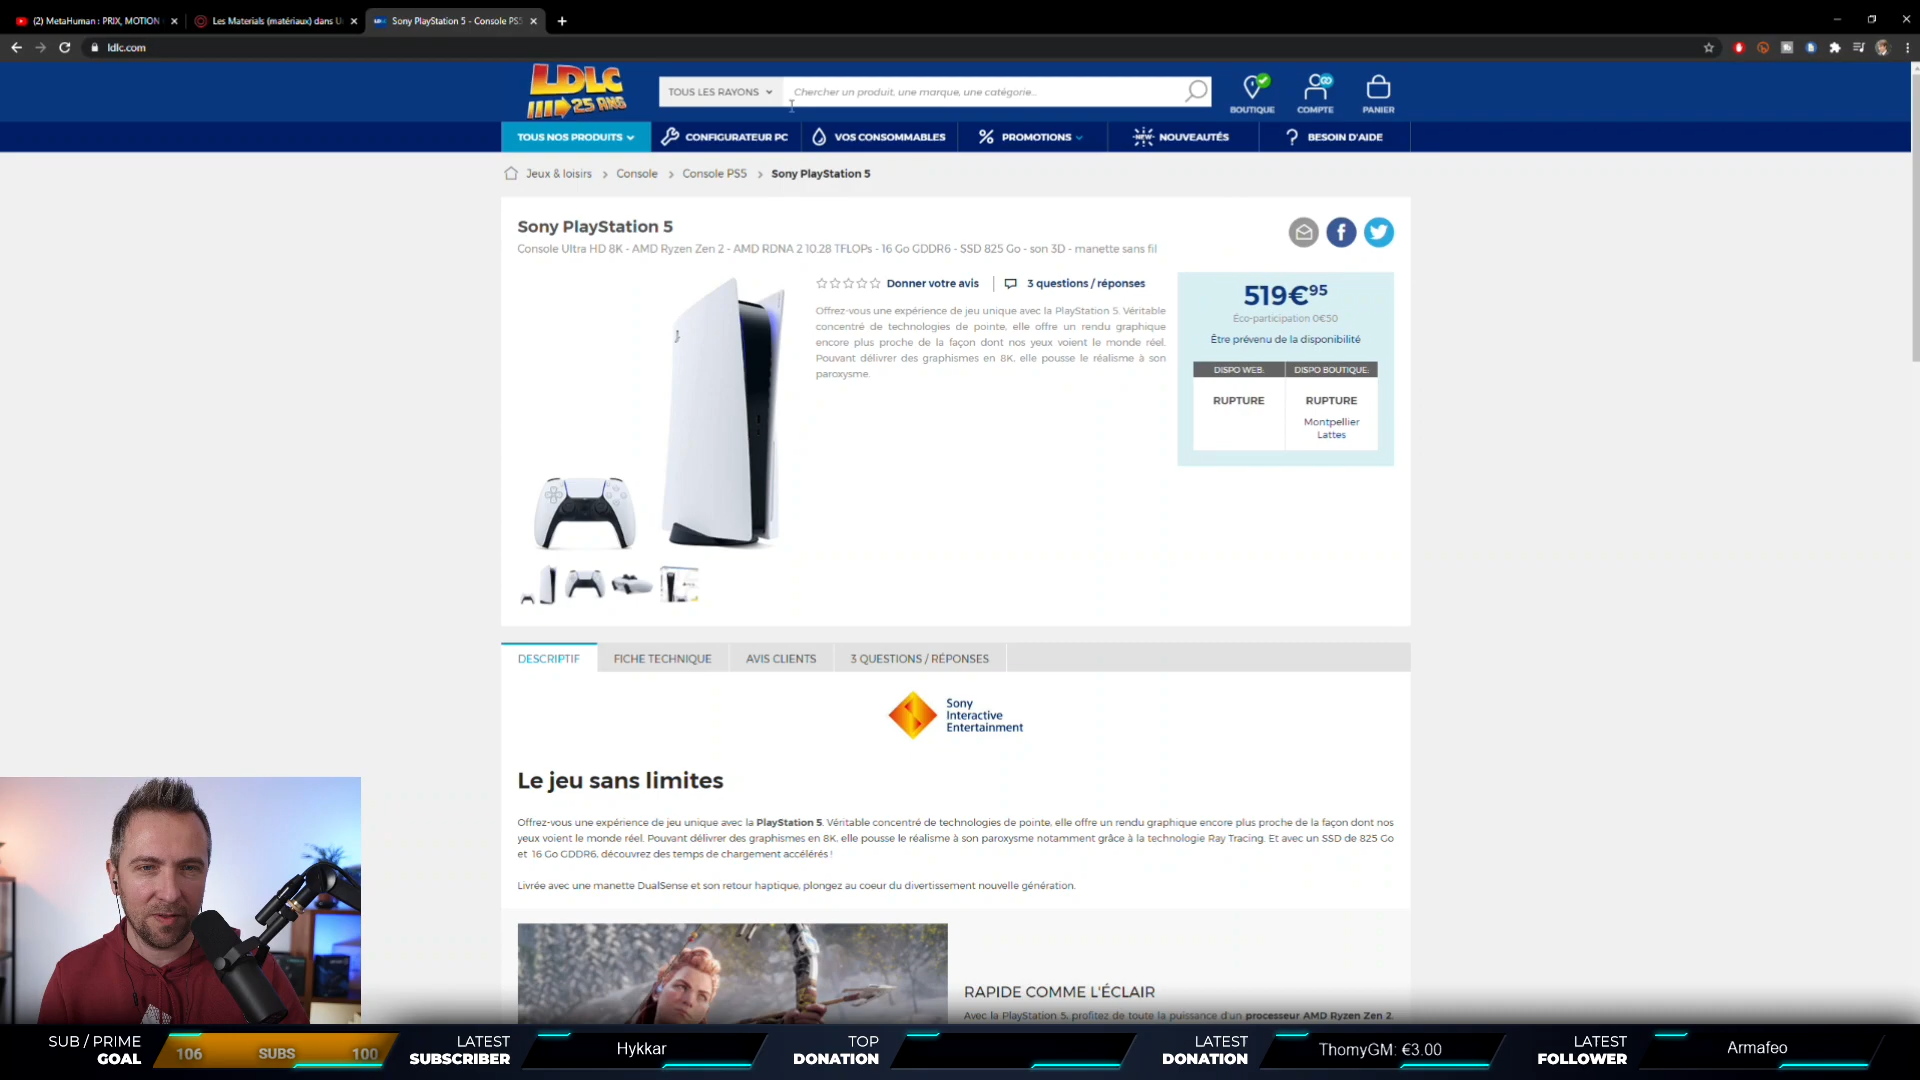 (2) MetaHuman : PRIX, MOTION
Les Materials (matériaux) dans U
Sony PlayStation 5 - Console PS5
ldlc.com
LDLC
25 ANS
TOUS LES RAYONS
Chercher un produit, une marque, une catégorie...
BOUTIQUE
COMPTE
PANIER
TOUS NOS PRODUITS
CONFIGURATEUR PC
VOS CONSOMMABLES
PROMOTIONS
NEW
NOUVEAUTÉS
BESOIN D'AIDE
Jeux & loisirs > Console > Console PS5 > Sony PlayStation 5
Sony PlayStation 5
Console Ultra HD 8K - AMD Ryzen Zen 2 - AMD RDNA 2 10.28 TFLOPs - 16 Go GDDR6 - SSD 825 Go - son 3D - manette sans fil
Donner votre avis
3 questions / réponses
Offrez-vous une expérience de jeu unique avec la PlayStation 5. Véritable
concentré de technologies de pointe, elle offre un rendu graphique
encore plus proche de la façon dont nos yeux voient le monde réel.
Pouvant délivrer des graphismes en 8K, elle pousse le réalisme à son
paroxysme.
519€95
Éco-participation 0€50
Être prévenu de la disponibilité
DISPO WEB:
DISPO BOUTIQUE:
RUPTURE
RUPTURE
Montpellier
Lattes
DESCRIPTIF
FICHE TECHNIQUE
AVIS CLIENTS
3 QUESTIONS / RÉPONSES
Sony
Interactive
Entertainment
Le jeu sans limites
Offrez-vous une expérience de jeu unique avec la PlayStation 5. Véritable concentré de technologies de pointe, elle offre un rendu graphique encore plus proche de la façon dont nos
yeux voient le monde réel. Pouvant délivrer des graphismes en 8K, elle pousse le réalisme à son paroxysme notamment grâce à la technologie Ray Tracing. Et avec un SSD de 825 Go
et 16 Go GDDR6, découvrez des temps de chargement accélérés !
Livrée avec une manette DualSense et son retour haptique, plongez au coeur du divertissement nouvelle génération.
RAPIDE COMME L'ÉCLAIR
Avec la PlayStation 5, profitez de toute la puissance d'un processeur AMD Ryzen Zen 2.
SUB / PRIME
GOAL
106
SUBS
100
LATEST
SUBSCRIBER
Hykkar
TOP
DONATION
LATEST
DONATION
ThomyGM: €3.00
LATEST
FOLLOWER
Armafeo